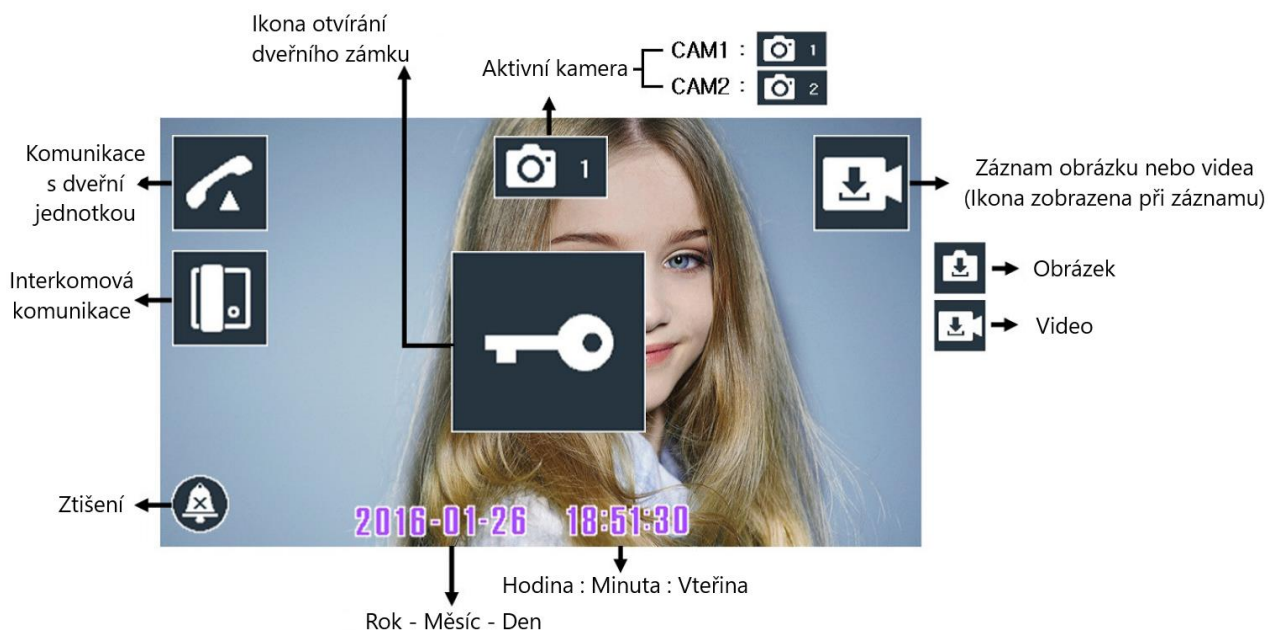 Ikona otvírání
dveřního zámku
Aktivní kamera
CAM1 : 1
CAM2 : 2
Komunikace
s dveřní
jednotkou
1
Záznam obrázku nebo videa
(Ikona zobrazena při záznamu)
Interkomová
komunikace
Obrázek
Video
Ztišení
2016-01-26 18:51:30
Hodina : Minuta : Vteřina
Rok - Měsíc - Den